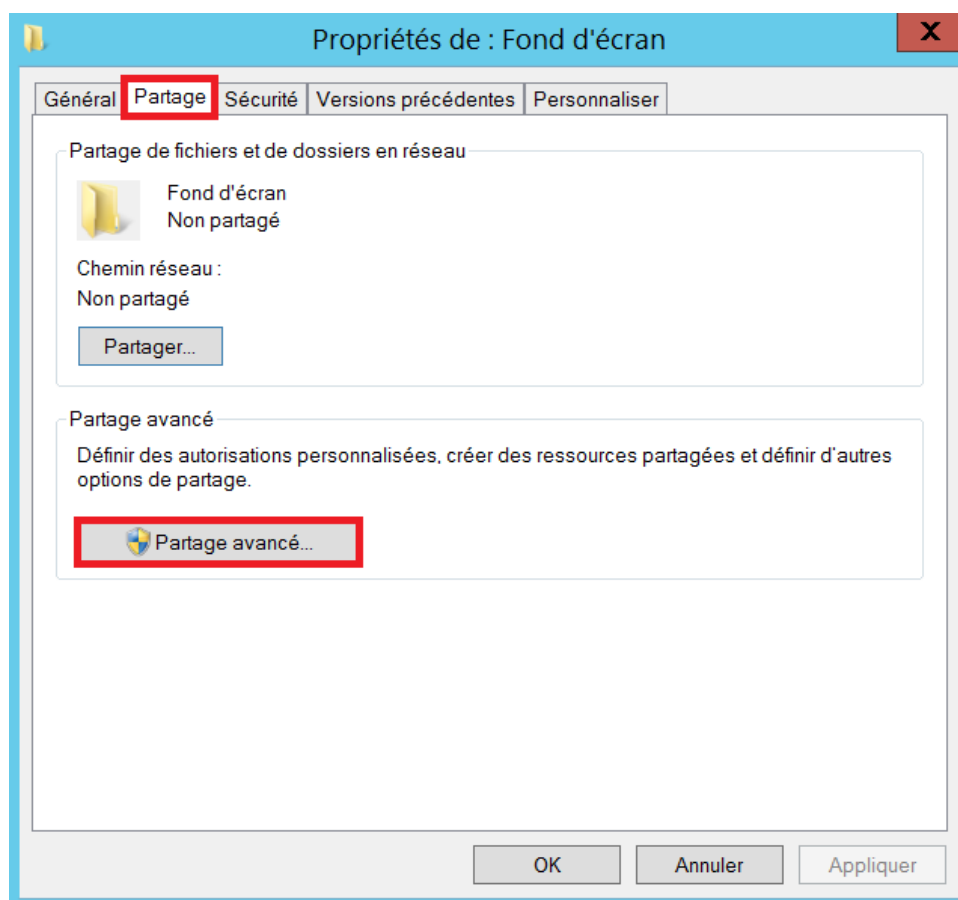 Propriétés de : Fond d'écran
X
Général Partage Sécurité Versions précédentes Personnaliser
Partage de fichiers et de dossiers en réseau
Fond d'écran
Non partagé
Chemin réseau :
Non partagé
Partager...
Partage avancé
Définir des autorisations personnalisées, créer des ressources partagées et définir d'autres
options de partage.
Partage avancé...
OK Annuler Appliquer